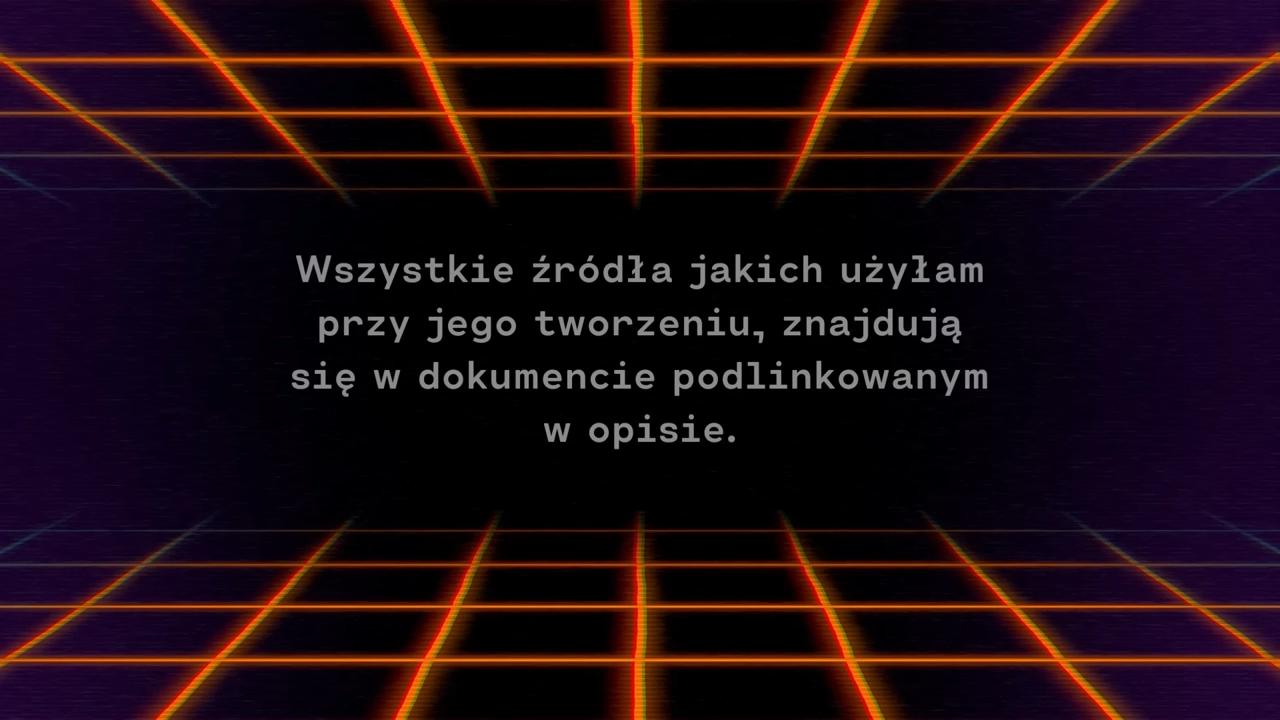 Wszystkie źródła jakich użyłam
przy jego tworzeniu, znajdują
się w dokumencie podlinkowanym
w opisie.